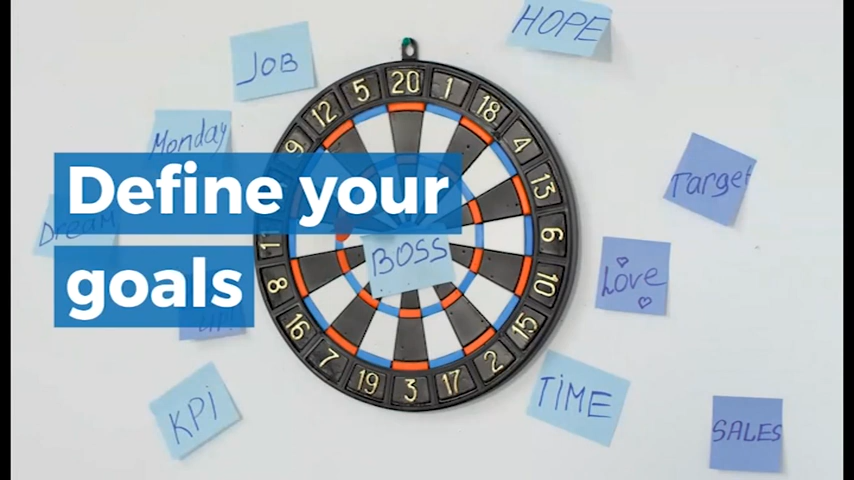 HOPE
JOB
Monday
Define your
goals
Dream
Target
BOSS
Love
KPI
TIME
SALES
20
1
18
4
13
6
10
15
2
17
3
19
7
16
8
11
9
12
5